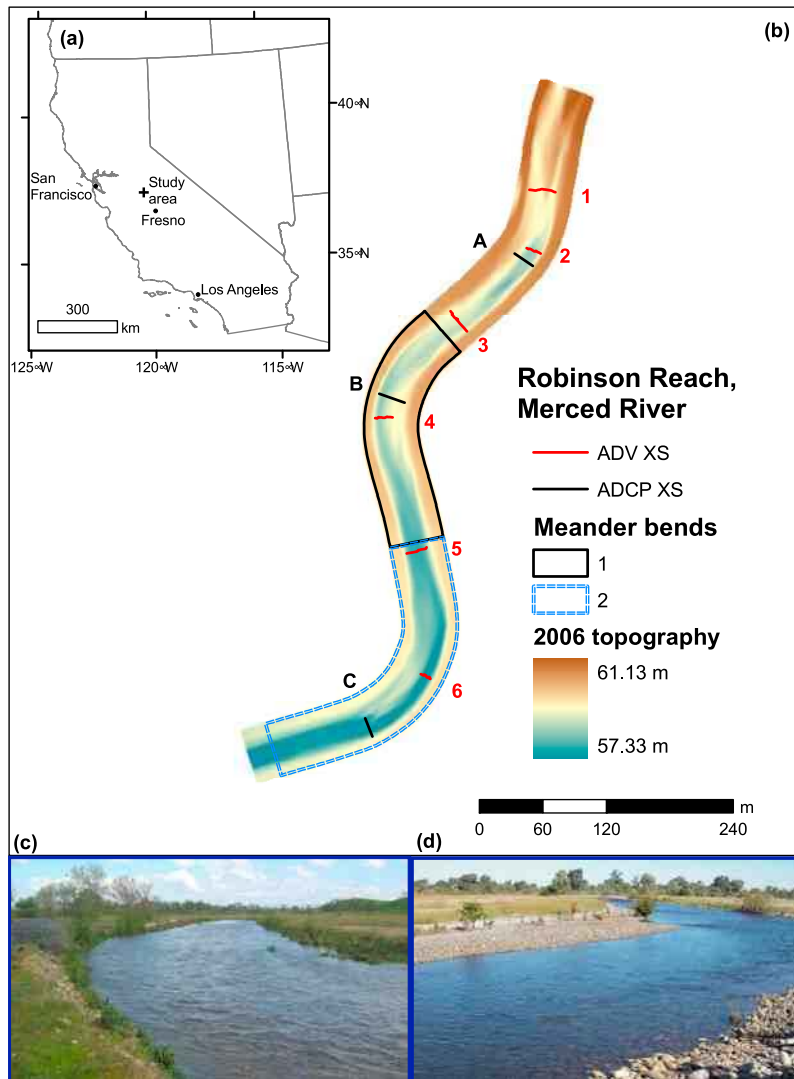 (a)
(b)
40°N
35°N
125°W
120°W
115°W
San
Francisco
Study
area
Fresno
Los Angeles
300
km
1
A
2
3
B
4
5
C
6
Robinson Reach,
Merced River
ADV XS
ADCP XS
Meander bends
1
2
2006 topography
61.13 m
57.33 m
m
0
60
120
240
(c)
(d)